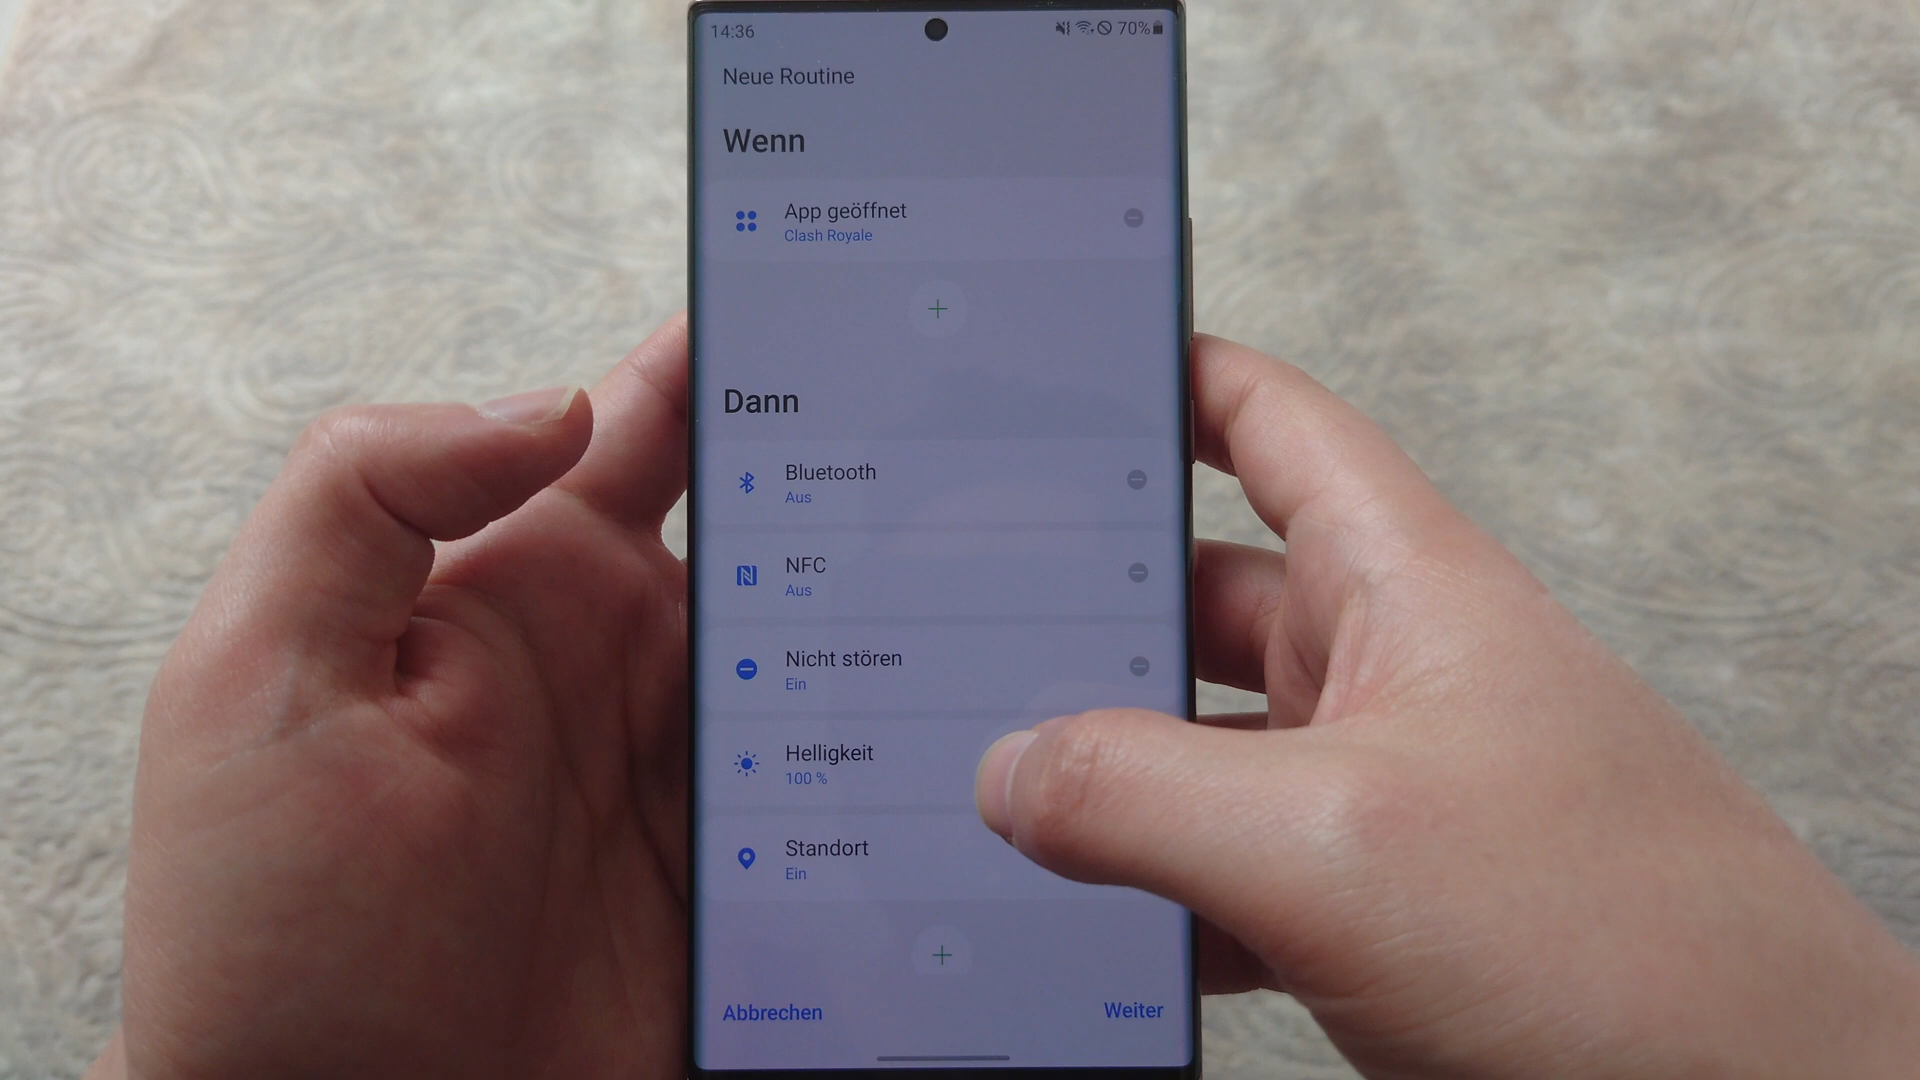 14:36
70%
Neue Routine
Wenn
App geöffnet
Clash Royale
Dann
Bluetooth
Aus
NFC
Aus
Nicht stören
Ein
Helligkeit
100 %
Standort
Ein
Abbrechen
Weiter